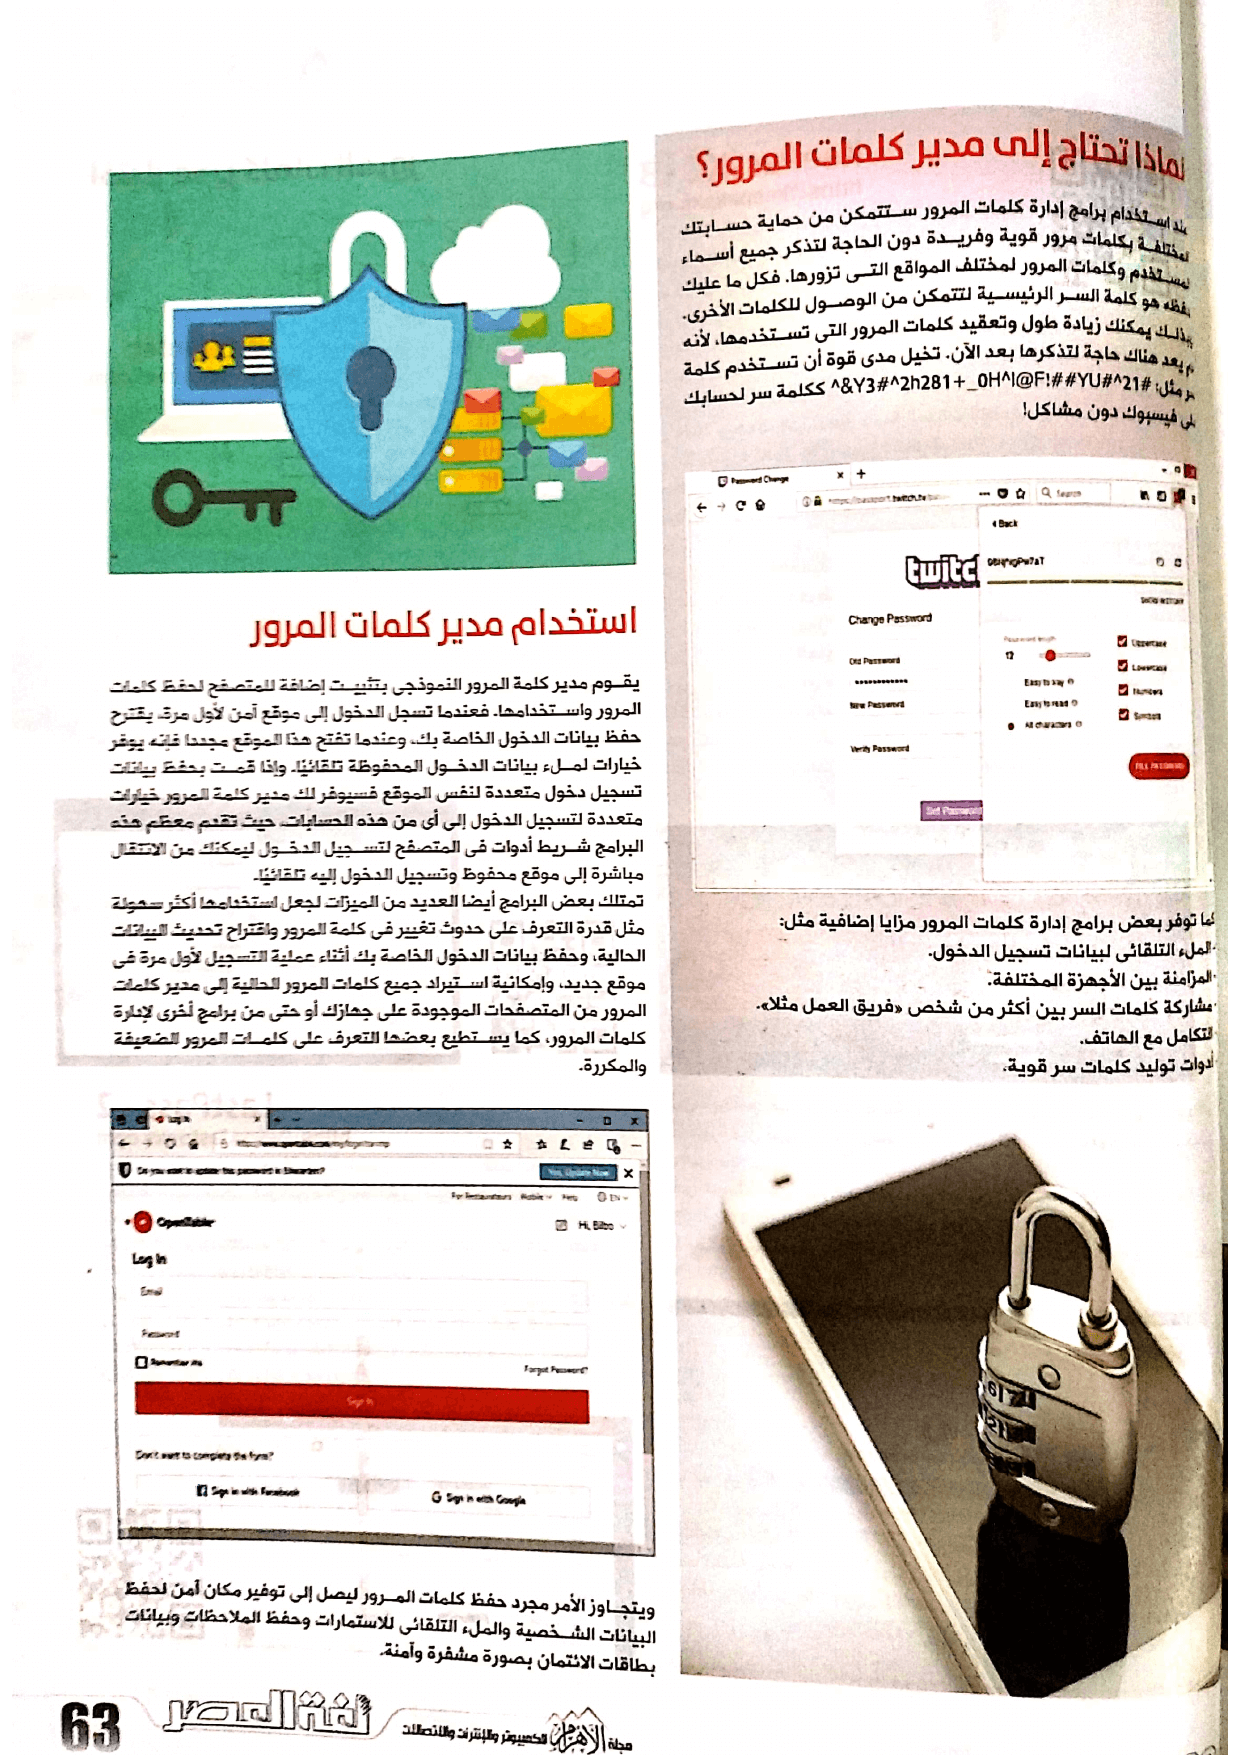 لماذا تحتاج إلى مدير كلمات المرور؟
عند استخدام برامج إدارة كلمات المرور ستتمكن من حماية حسابتك
لمختلفة بكلمات مرور قوية وفريدة دون الحاجة لتذكر جميع أسماء
لمستخدم وكلمات المرور لمختلف المواقع التى تزورها. فكل ما عليك
حفظه هو كلمة السر الرئيسية لتتمكن من الوصول للكلمات الأخرى.
بذلك يمكنك زيادة طول وتعقيد كلمات المرور التى تستخدمها، لأنه
م يعد هناك حاجة لتذكرها بعد الآن. تخيل مدى قوة أن تستخدم كلمة
سر مثل: #21^#YU##!F@I^H0_+281h2^#3Y&^ ككلمة سر لحسابك
لى فيسبوك دون مشاكل!
Password Change
twitch.tv
Search
Back
twitc
Change Password
Old Password
New Password
Verify Password
Set Password
Password length
12
Easy to say
Easy to read
All characters
Uppercase
Lowercase
Numbers
Symbols
FILL PASSWORD
كما توفر بعض برامج إدارة كلمات المرور مزايا إضافية مثل:
·الملء التلقائى لبيانات تسجيل الدخول.
·المزامنة بين الأجهزة المختلفة.
·مشاركة كلمات السر بين أكثر من شخص «فريق العمل مثلا».
·التكامل مع الهاتف.
·أدوات توليد كلمات سر قوية.
استخدام مدير كلمات المرور
يقوم مدير كلمة المرور النموذجى بتثبيت إضافة للمتصفح لحفظ كلمات
المرور واستخدامها. فعندما تسجل الدخول إلى موقع آمن لأول مرة، يقترح
حفظ بيانات الدخول الخاصة بك، وعندما تفتح هذا الموقع مجددا فإنه يوفر
خيارات لملء بيانات الدخول المحفوظة تلقائيًا. وإذا قمت بحفظ بيانات
تسجيل دخول متعددة لنفس الموقع فسيوفر لك مدير كلمة المرور خيارات
متعددة لتسجيل الدخول إلى أى من هذه الحسابات، حيث تقدم معظم هذه
البرامج شريط أدوات فى المتصفح لتسجيل الدخول ليمكنك من الانتقال
مباشرة إلى موقع محفوظ وتسجيل الدخول إليه تلقائيًا.
تمتلك بعض البرامج أيضا العديد من الميزات لجعل استخدامها أكثر سهولة
مثل قدرة التعرف على حدوث تغيير فى كلمة المرور واقتراح تحديث البيانات
الحالية، وحفظ بيانات الدخول الخاصة بك أثناء عملية التسجيل لأول مرة فى
موقع جديد، وإمكانية استيراد جميع كلمات المرور الحالية إلى مدير كلمات
المرور من المتصفحات الموجودة على جهازك أو حتى من برامج أخرى لإدارة
كلمات المرور، كما يستطيع بعضها التعرف على كلمات المرور الضعيفة
والمكررة.
Log In
Do you want to update this password in Bitwarden?
Yes, Update Now
For Restaurateurs Mobile Help EN
OpenTable
Hi, Bilbo
Log In
Email
Password
Remember me
Forgot Password?
Sign In
Don't want to complete the form?
Sign in with Facebook
Sign in with Google
ويتجاوز الأمر مجرد حفظ كلمات المرور ليصل إلى توفير مكان آمن لحفظ
البيانات الشخصية والملء التلقائى للاستمارات وحفظ الملاحظات وبيانات
بطاقات الائتمان بصورة مشفرة وآمنة.
مجلة الأهرام للكمبيوتر والإنترنت والاتصالات
لغة العصر
63